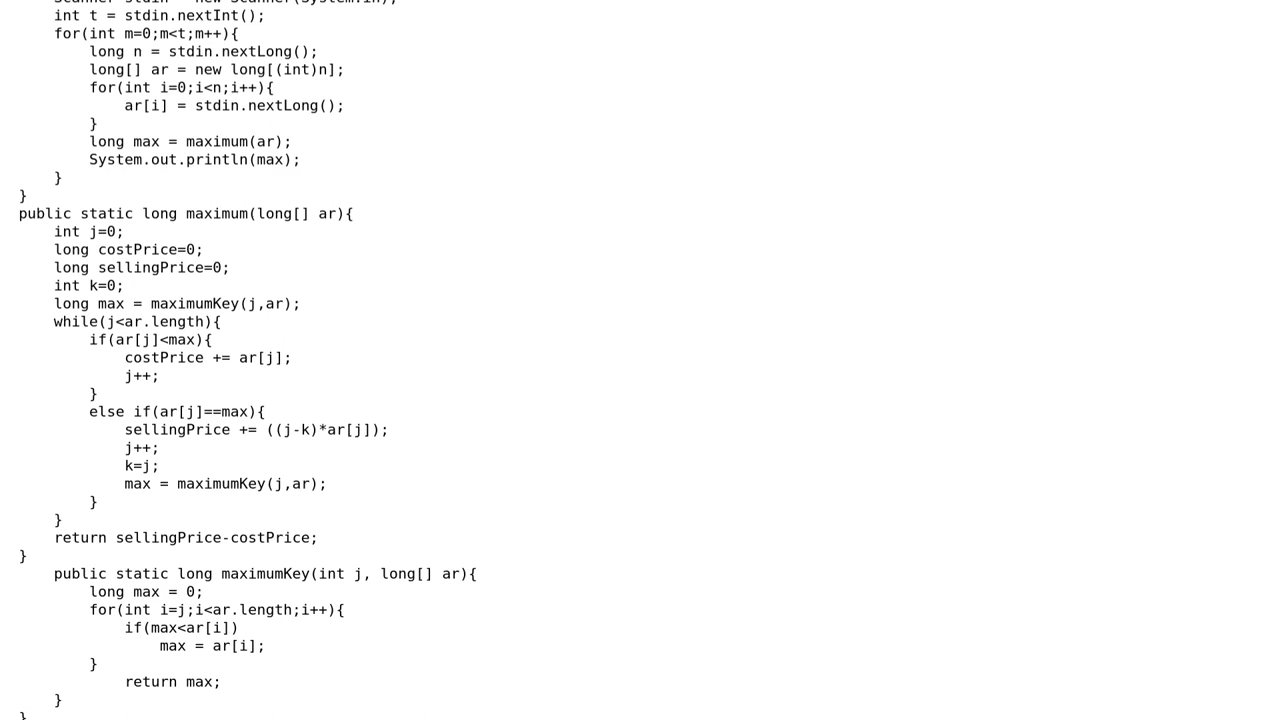 int t = stdin.nextInt();
for(int m=0;m<t;m++){
long n = stdin.nextLong();
long[] ar = new long[(int)n];
for(int i=0;i<n;i++){
ar[i] = stdin.nextLong();
}
long max = maximum(ar);
System.out.println(max);
}
}
public static long maximum(long[] ar){
int j=0;
long costPrice=0;
long sellingPrice=0;
int k=0;
long max = maximumKey(j,ar);
while(j<ar.length){
if(ar[j]<max){
costPrice += ar[j];
j++;
}
else if(ar[j]==max){
sellingPrice += ((j-k)*ar[j]);
j++;
k=j;
max = maximumKey(j,ar);
}
}
return sellingPrice-costPrice;
}
public static long maximumKey(int j, long[] ar){
long max = 0;
for(int i=j;i<ar.length;i++){
if(max<ar[i])
max = ar[i];
}
return max;
}
}